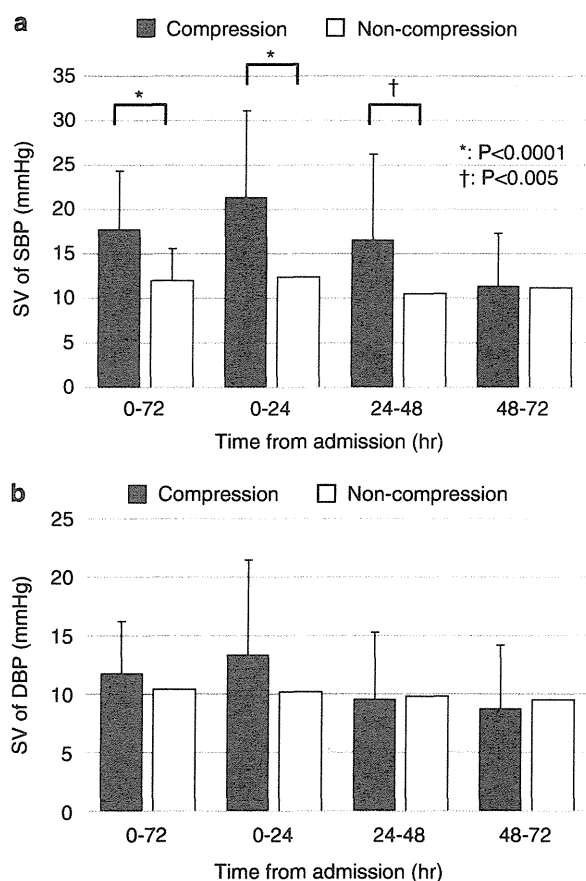 a
Compression Non-compression
35
30
25
20
15
10
5
0
SV of SBP (mmHg)
* * †
*: P<0.0001
†: P<0.005
0-72 0-24 24-48 48-72
Time from admission (hr)
b
Compression Non-compression
25
20
15
10
5
0
SV of DBP (mmHg)
0-72 0-24 24-48 48-72
Time from admission (hr)